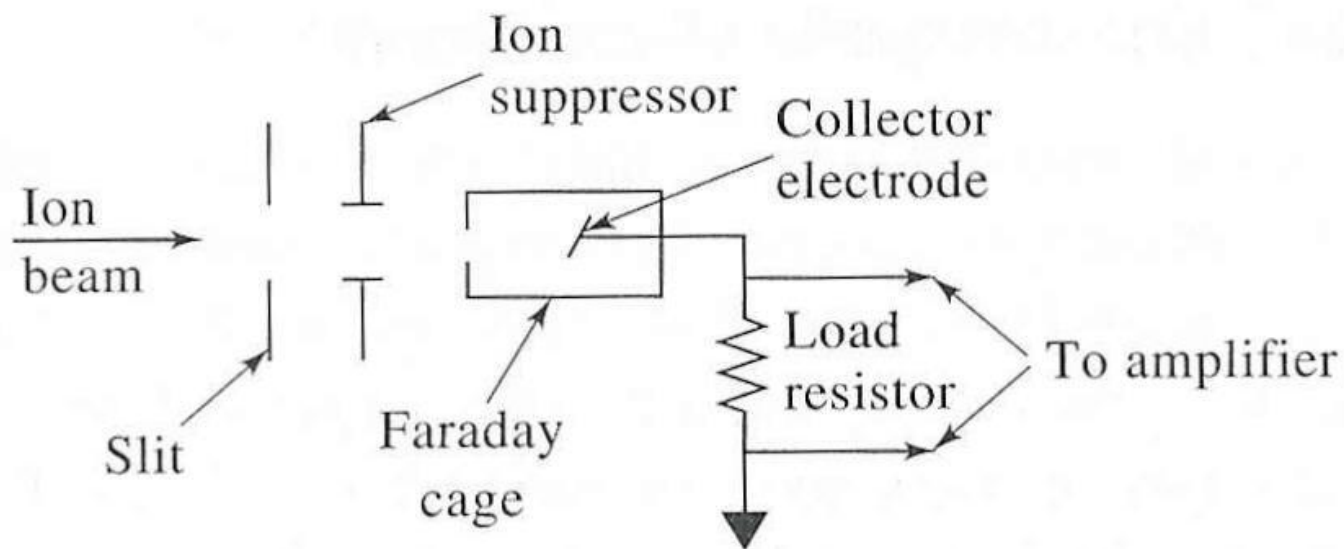 Ion
suppressor
Collector
electrode
Ion
beam
Load
resistor
To amplifier
Slit
Faraday
cage